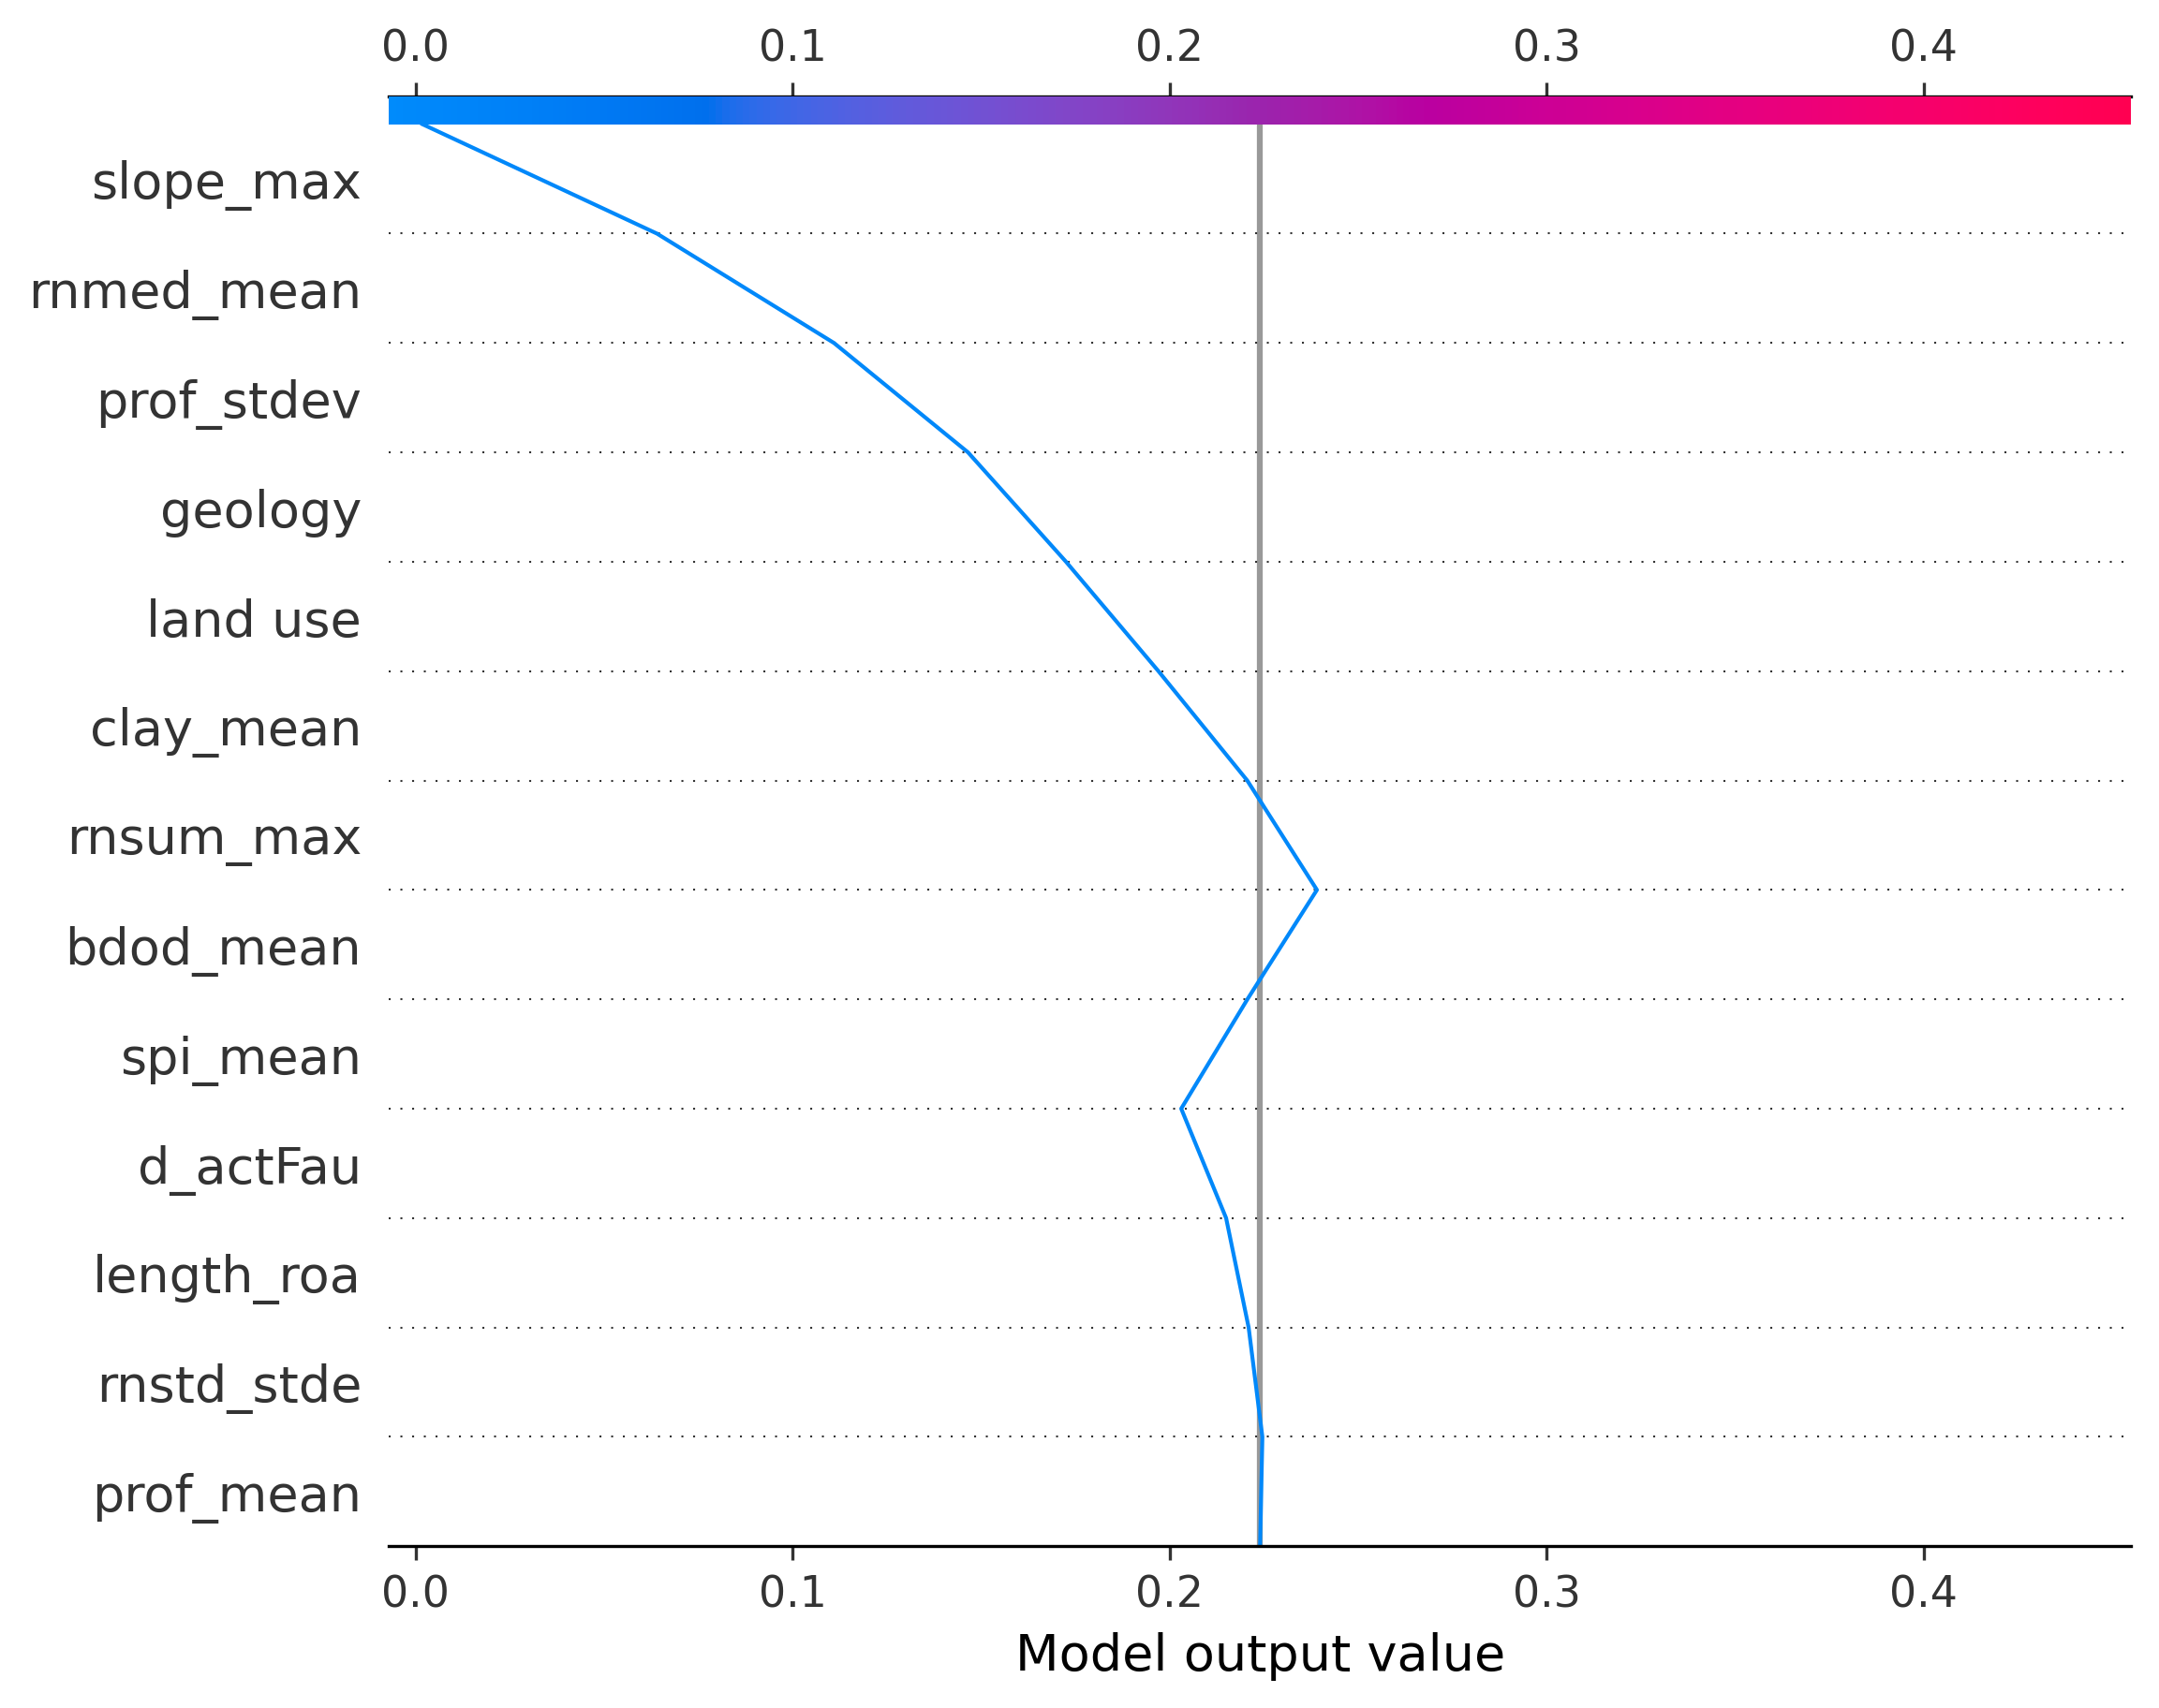 0.0 0.1 0.2 0.3 0.4
slope_max
rnmed_mean
prof_stdev
geology
land use
clay_mean
rnsum_max
bdod_mean
spi_mean
d_actFau
length_roa
rnstd_stde
prof_mean
0.0 0.1 0.2 0.3 0.4
Model output value